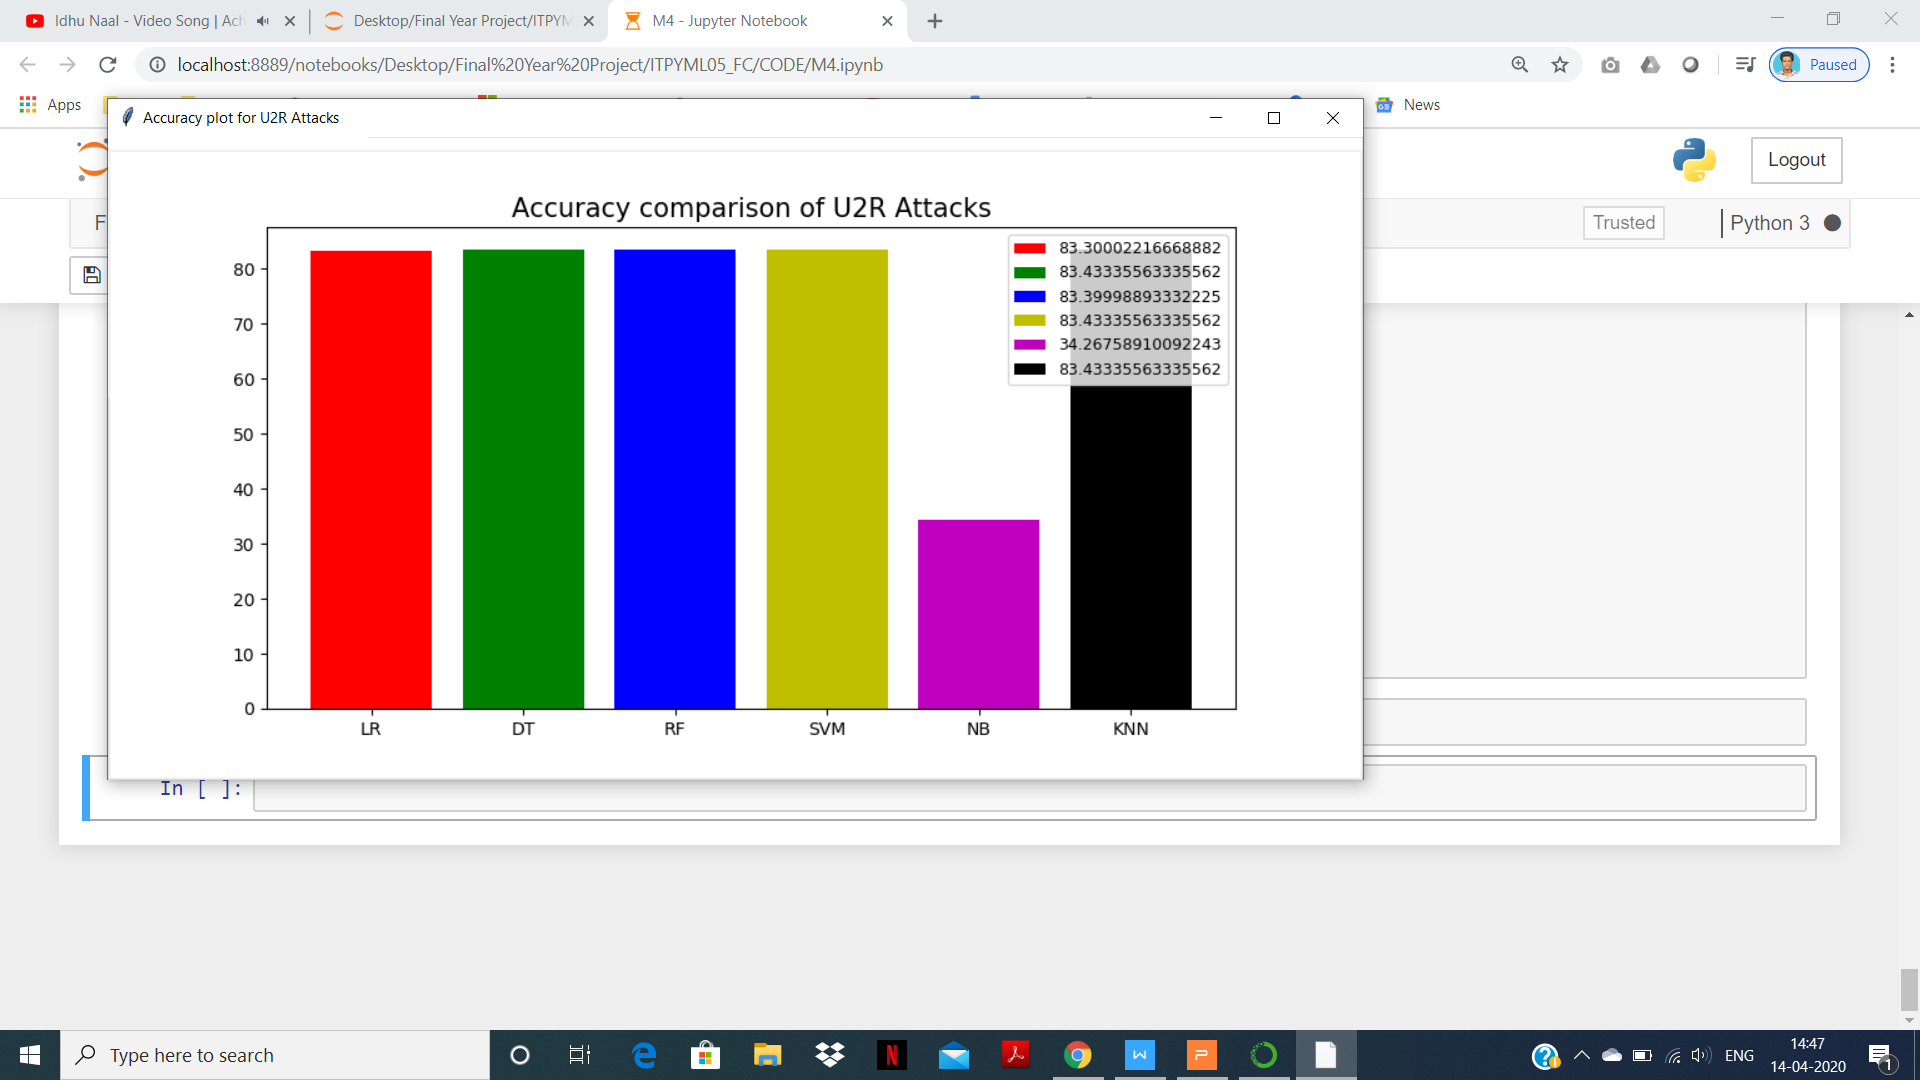 Idhu Naal - Video Song | Ach
Desktop/Final Year Project/ITPYM
M4 - Jupyter Notebook
localhost:8889/notebooks/Desktop/Final%20Year%20Project/ITPYML05_FC/CODE/M4.ipynb
Paused
Apps
News
Accuracy plot for U2R Attacks
Logout
F
Trusted
Python 3
Accuracy comparison of U2R Attacks
83.30002216668882
83.43335563335562
83.39998893332225
83.43335563335562
34.26758910092243
83.43335563335562
80
70
60
50
40
30
20
10
0
LR DT RF SVM NB KNN
In [ ]:
Type here to search
ENG
14:47
14-04-2020
1